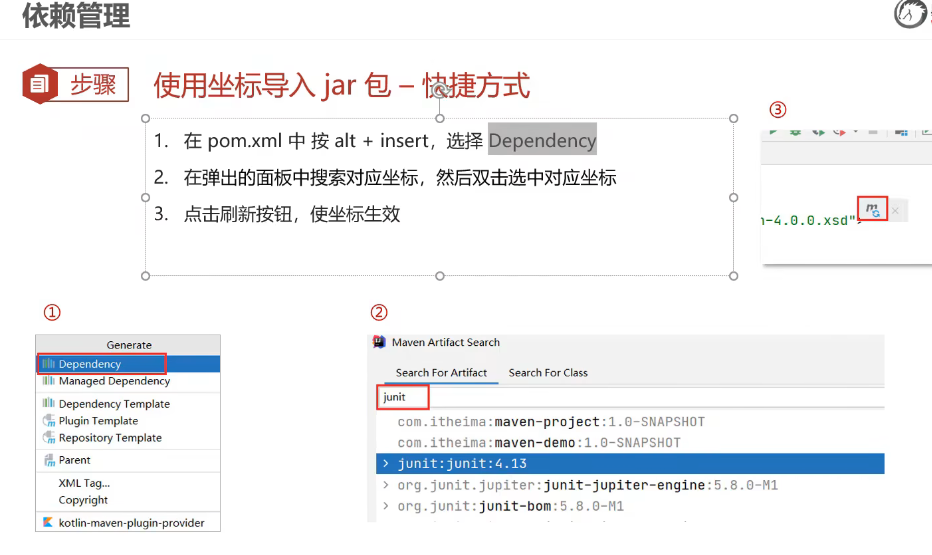 依赖管理
步骤
使用坐标导入 jar 包 – 快捷方式
1. 在 pom.xml 中 按 alt + insert，选择 Dependency
2. 在弹出的面板中搜索对应坐标，然后双击选中对应坐标
3. 点击刷新按钮，使坐标生效
③
-4.0.0.xsd">
①
Generate
Dependency
Managed Dependency
Dependency Template
Plugin Template
Repository Template
Parent
XML Tag...
Copyright
kotlin-maven-plugin-provider
②
Maven Artifact Search
Search For Artifact Search For Class
junit
com.itheima:maven-project:1.0-SNAPSHOT
com.itheima:maven-demo:1.0-SNAPSHOT
junit:junit:4.13
org.junit.jupiter:junit-jupiter-engine:5.8.0-M1
org.junit:junit-bom:5.8.0-M1